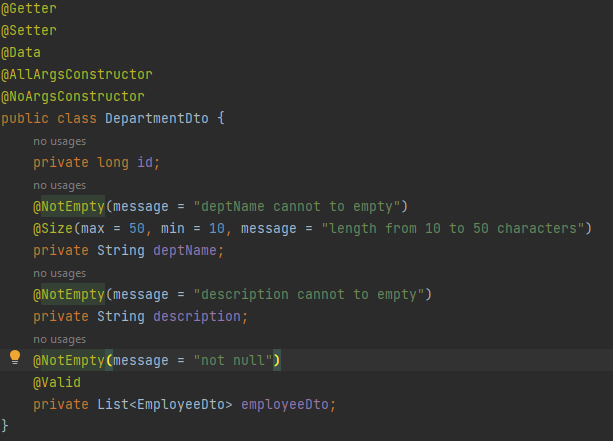 @Getter
@Setter
@Data
@AllArgsConstructor
@NoArgsConstructor
public class DepartmentDto {
no usages
private long id;
no usages
@NotEmpty(message = "deptName cannot to empty")
@Size(max = 50, min = 10, message = "length from 10 to 50 characters")
private String deptName;
no usages
@NotEmpty(message = "description cannot to empty")
private String description;
no usages
@NotEmpty(message = "not null")
@Valid
private List<EmployeeDto> employeeDto;
}